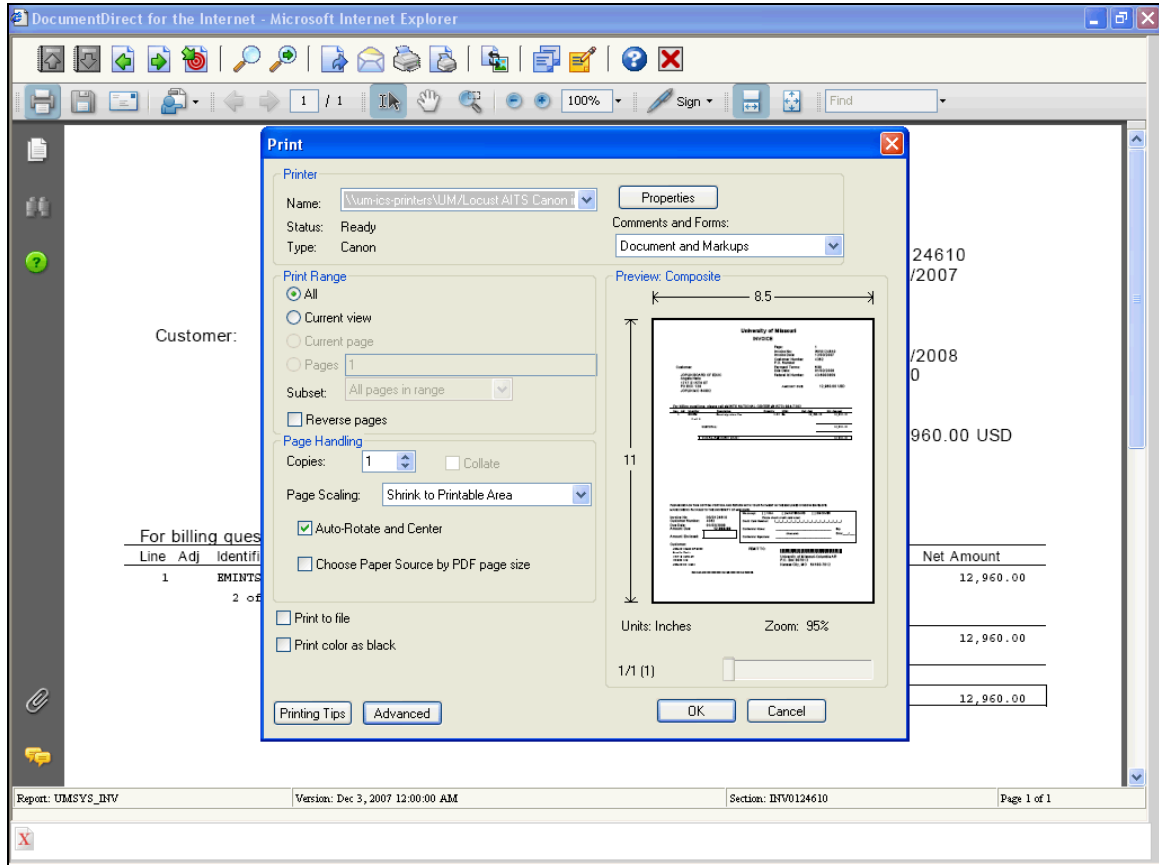 DocumentDirect for the Internet - Microsoft Internet Explorer
1 / 1 100% Sign Find
Print
Printer
Name: \\um-ics-printers\UM/Locust AITS Canon Properties
Status: Ready
Comments and Forms:
Type: Canon
Document and Markups
24610
/2007
Customer:
/2008
0
960.00 USD
Print Range
All
Current view
Current page
Pages 1
Subset: All pages in range
Reverse pages
Page Handling
Copies: 1 Collate
Page Scaling: Shrink to Printable Area
Auto-Rotate and Center
Choose Paper Source by PDF page size
Print to file
Print color as black
Printing Tips Advanced
Preview: Composite
8.5
University of Missouri
INVOICE
11
Units: Inches Zoom: 95%
1/1 (1)
OK Cancel
For billing ques
Line Adj Identifi Net Amount
1 EMINTS 12,960.00
2 of
12,960.00
12,960.00
Report: UMSYS_INV Version: Dec 3, 2007 12:00:00 AM Section: INV0124610 Page 1 of 1